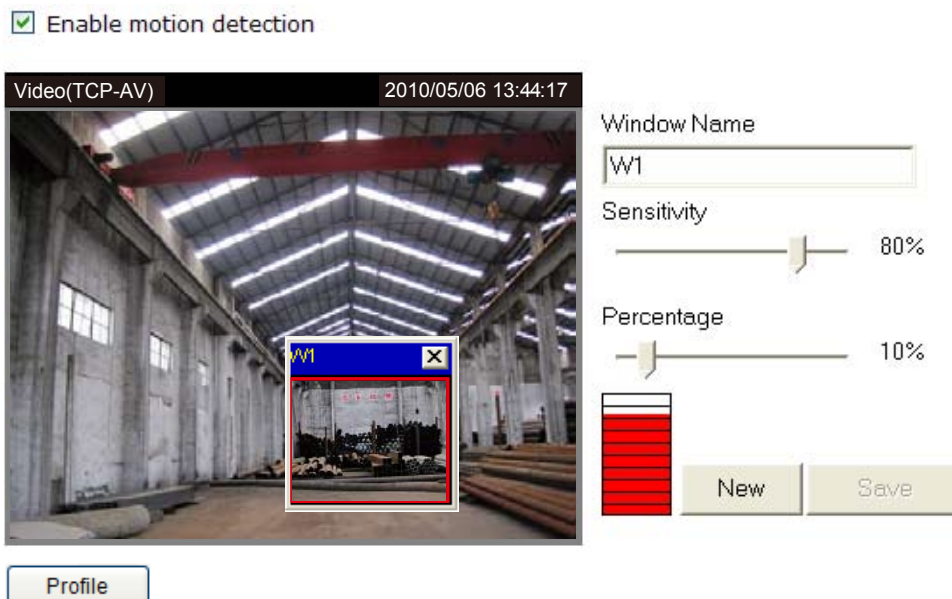 Enable motion detection
Video(TCP-AV) 2010/05/06 13:44:17
Window Name
W1
Sensitivity
80%
Percentage
10%
W1
New
Save
Profile